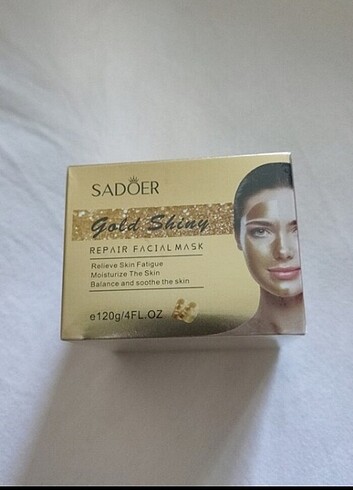 SADOER
Gold Shiny
REPAIR FACIAL MASK
Relieve Skin Fatigue
Moisturize The Skin
Balance and soothe the skin
e120g/4FL.OZ